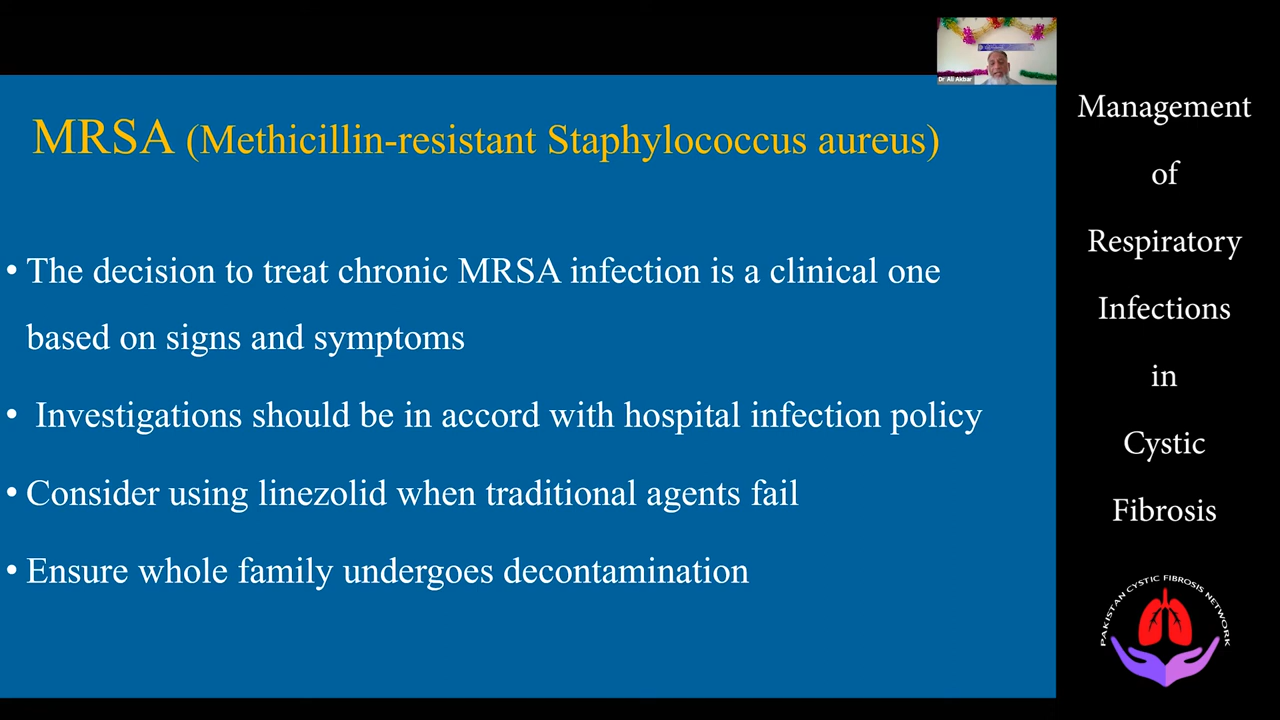 MRSA (Methicillin-resistant Staphylococcus aureus)
• The decision to treat chronic MRSA infection is a clinical one
based on signs and symptoms
• Investigations should be in accord with hospital infection policy
• Consider using linezolid when traditional agents fail
• Ensure whole family undergoes decontamination
Dr Ali Akbar
Management
of
Respiratory
Infections
in
Cystic
Fibrosis
PAKISTAN CYSTIC FIBROSIS NETWORK